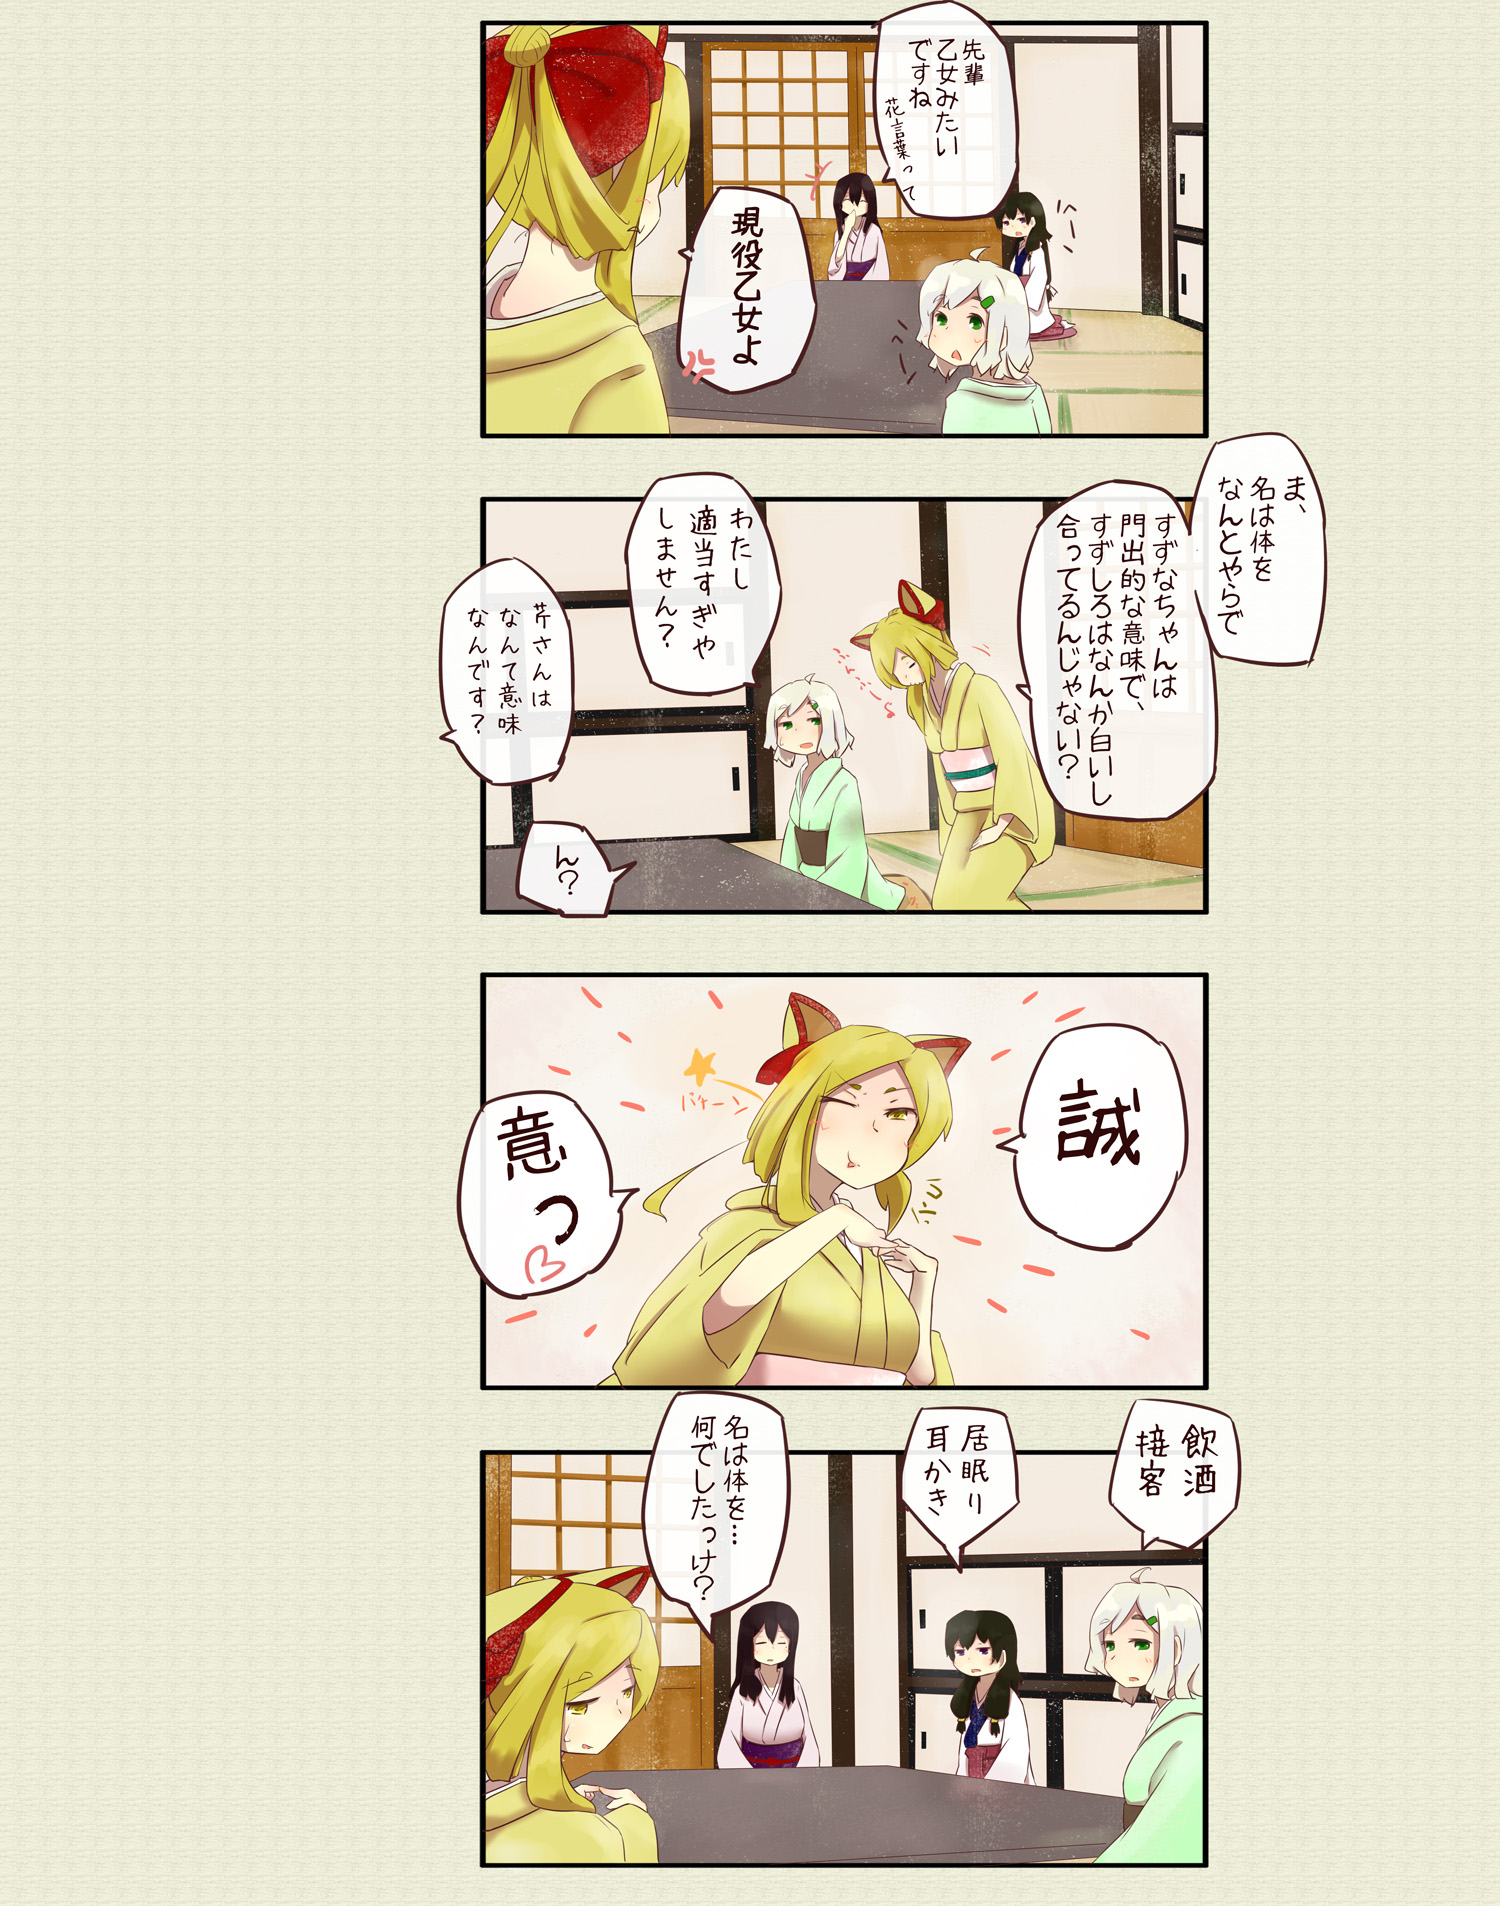 先輩
乙女みたい
ですね
花言葉って
へー
現役乙女よ
ま、
名は体を
なんとやらで
すずなちゃんは
門出的な意味で、
すずしろはなんか白いし
合ってるんじゃない？
わたし
適当すぎや
しません？
芹さんは
なんて意味
なんです？
ん？
誠
意っ
バチーン
飲酒
接客
居眠り
耳かき
名は体を…
何でしたっけ？